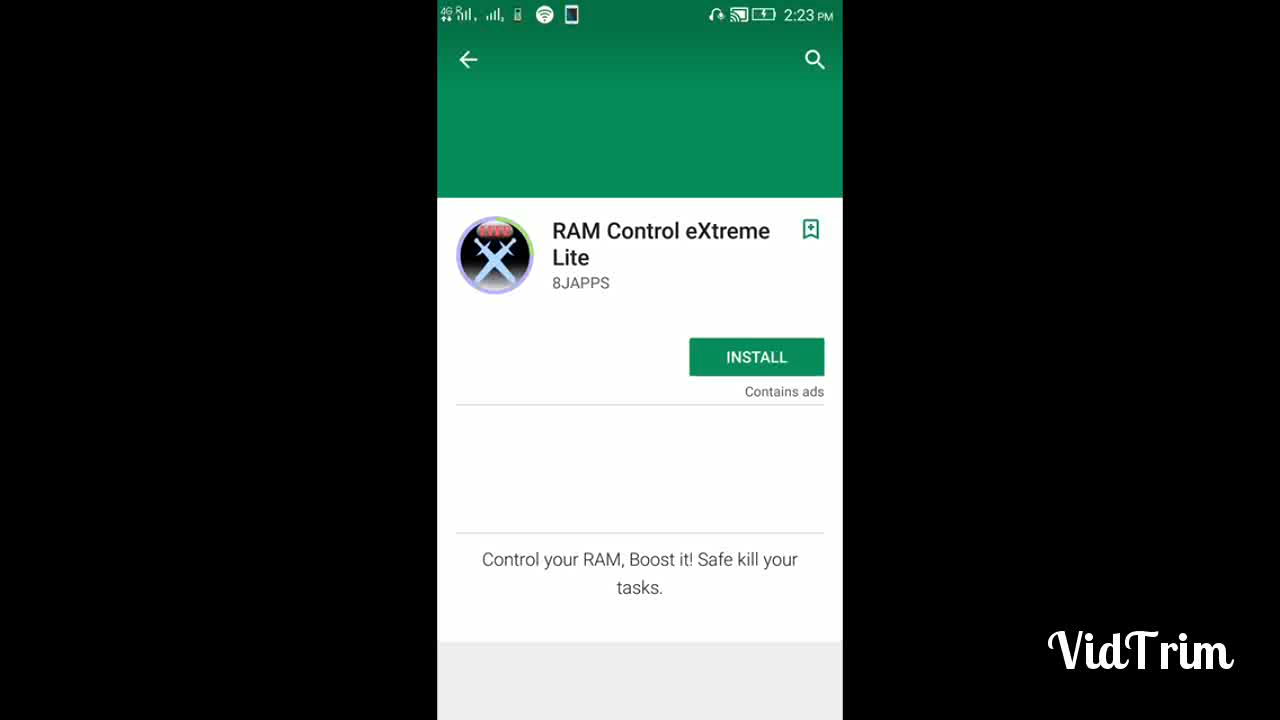 4G R 2:23 PM
RAM Control eXtreme
Lite
8JAPPS
INSTALL
Contains ads
Control your RAM, Boost it! Safe kill your
tasks.
VidTrim